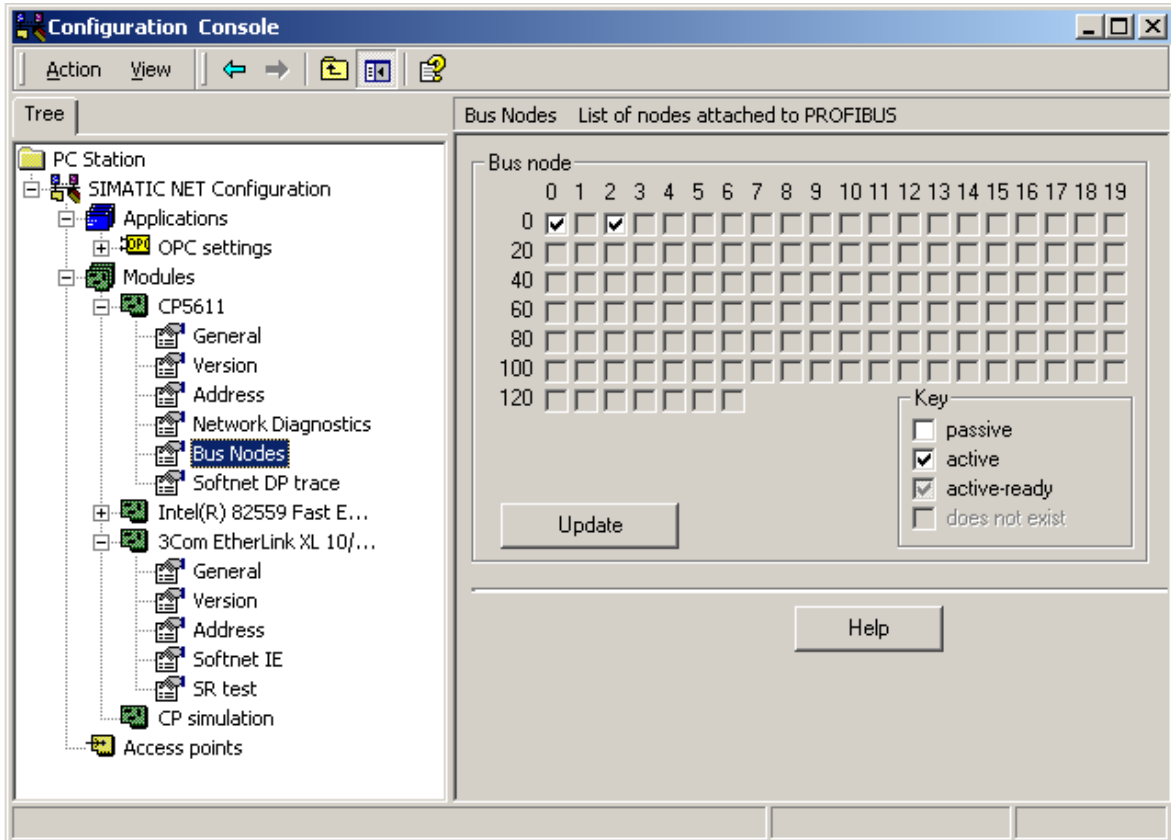 Configuration Console
Action View
Tree
Bus Nodes List of nodes attached to PROFIBUS
PC Station
SIMATIC NET Configuration
Applications
OPC OPC settings
Modules
CP5611
General
Version
Address
Network Diagnostics
Bus Nodes
Softnet DP trace
Intel(R) 82559 Fast E...
3Com EtherLink XL 10/...
General
Version
Address
Softnet IE
SR test
CP simulation
Access points
Bus node
0 1 2 3 4 5 6 7 8 9 10 11 12 13 14 15 16 17 18 19
0
20
40
60
80
100
120
Key
passive
active
active-ready
does not exist
Update
Help